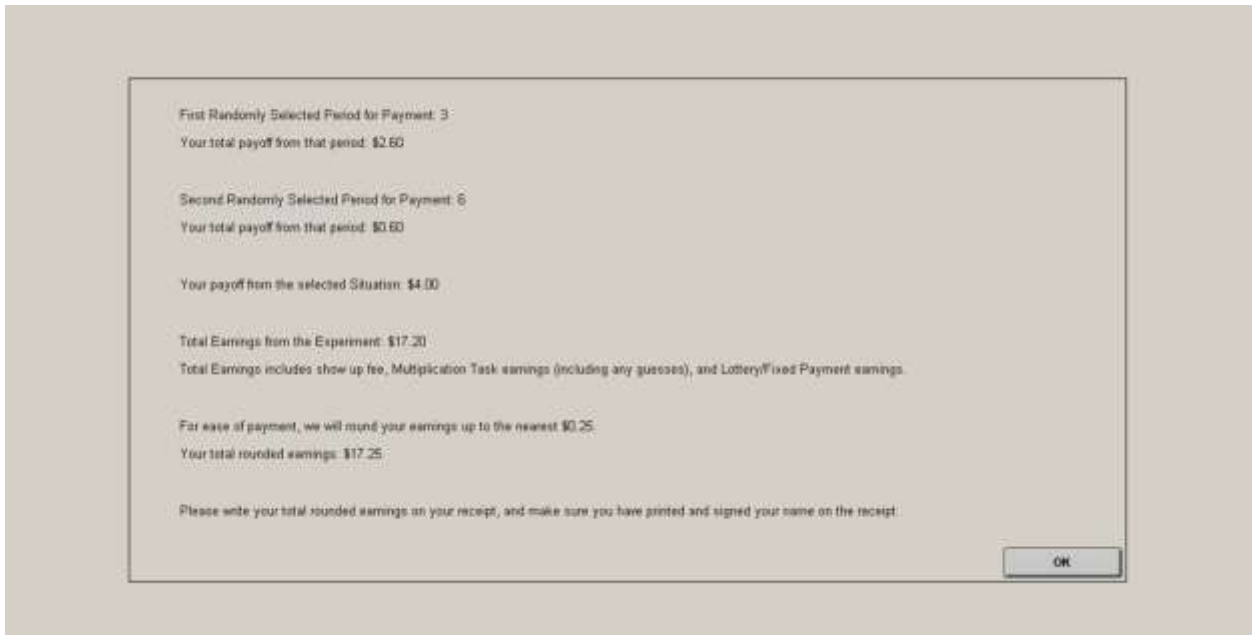 First Randomly Selected Period for Payment: 3
Your total payoff from that period: $2.60
Second Randomly Selected Period for Payment: 6
Your total payoff from that period: $0.60
Your payoff from the selected Situation: $4.00
Total Earnings from the Experiment: $17.20
Total Earnings includes show up fee, Multiplication Task earnings (including any guesses), and Lottery/Fixed Payment earnings.
For ease of payment, we will round your earnings up to the nearest $0.25.
Your total rounded earnings: $17.25
Please write your total rounded earnings on your receipt, and make sure you have printed and signed your name on the receipt.
OK